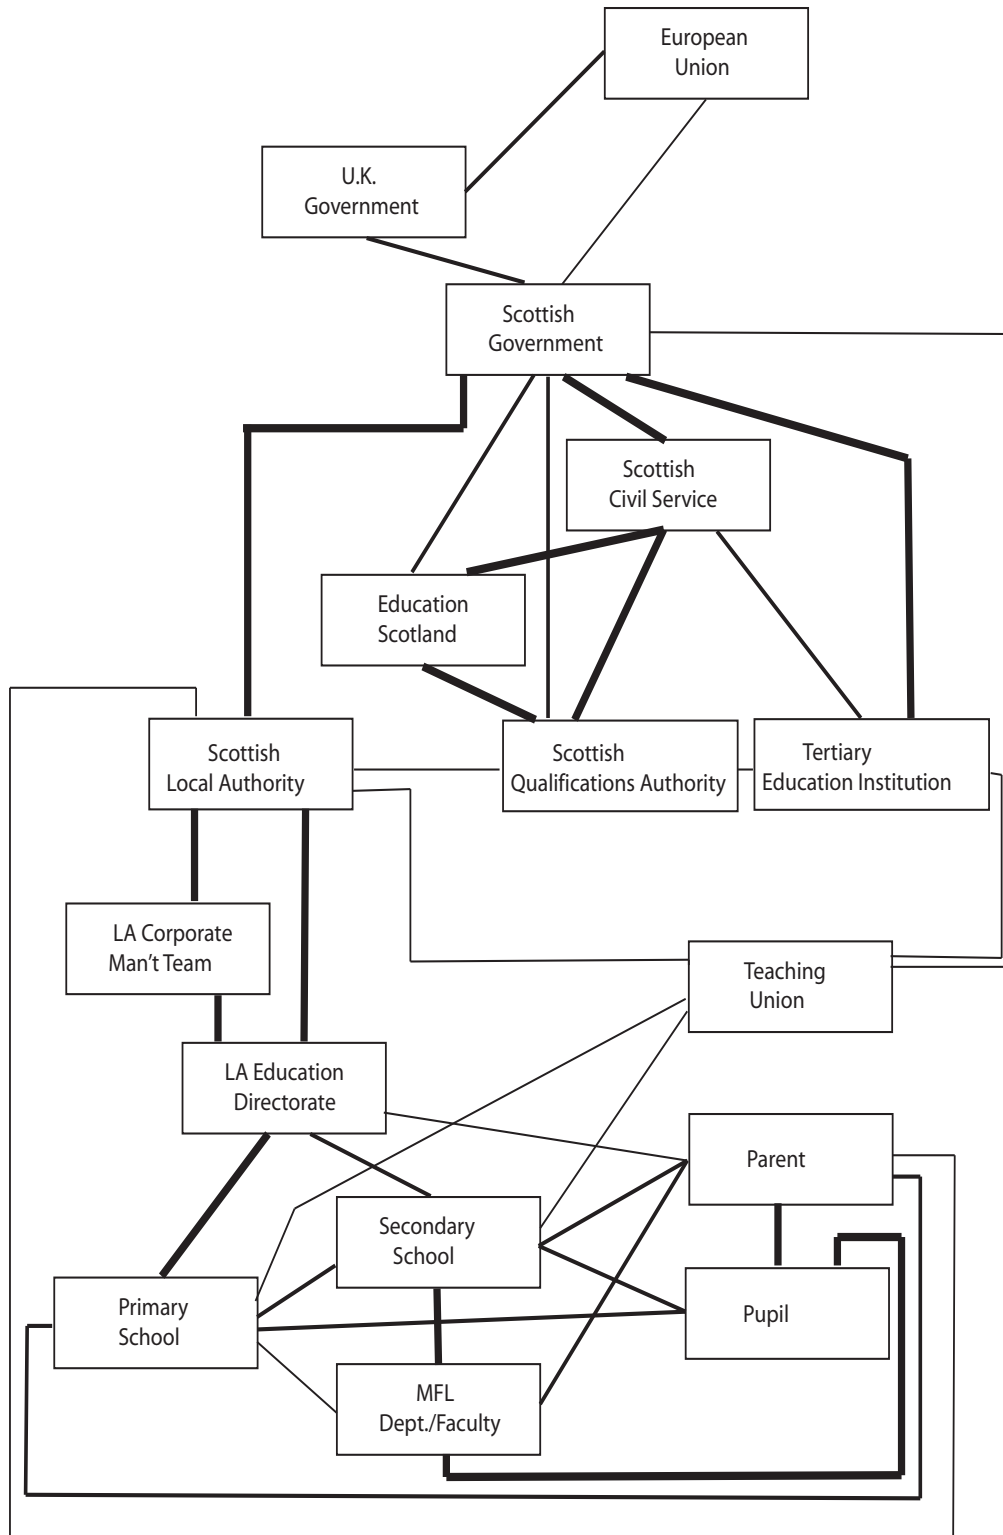 European
Union
U.K.
Government
Scottish
Government
Scottish
Civil Service
Education
Scotland
Scottish
Local Authority
Scottish
Qualifications Authority
Tertiary
Education Institution
LA Corporate
Man't Team
Teaching
Union
LA Education
Directorate
Parent
Secondary
School
Primary
School
Pupil
MFL
Dept./Faculty